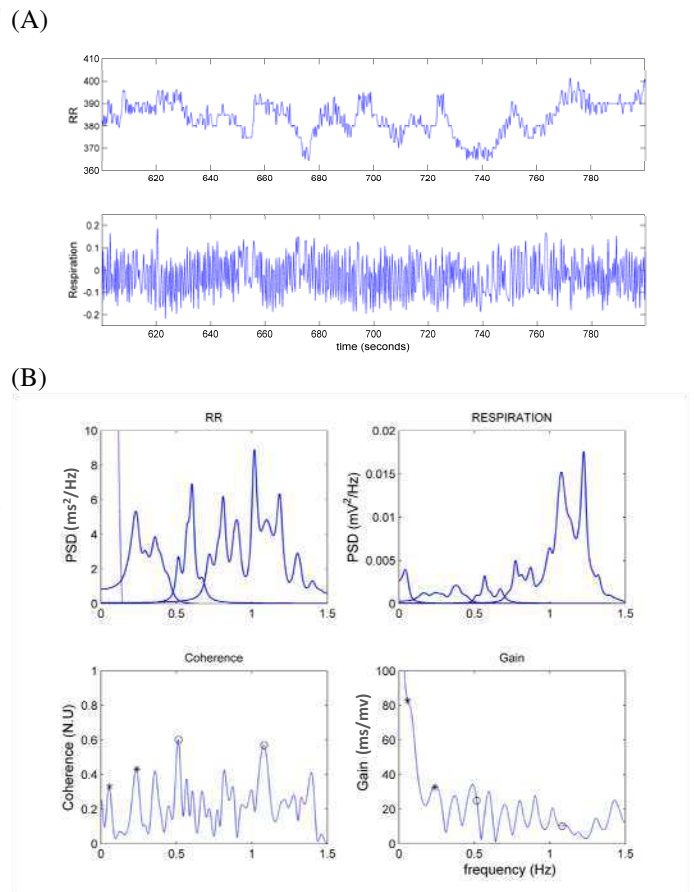 (A)
410
400
390
380
370
360
RR
620 640 660 680 700 720 740 760 780
0.2
0.1
0
-0.1
-0.2
Respiration
620 640 660 680 700 720 740 760 780
time (seconds)
(B)
RR
10
8
6
4
2
0
PSD (ms²/Hz)
0 0.5 1 1.5
RESPIRATION
0.02
0.015
0.01
0.005
0
PSD (mV²/Hz)
0 0.5 1 1.5
Coherence
1
0.8
0.6
0.4
0.2
0
Coherence (N.U)
0 0.5 1 1.5
Gain
100
80
60
40
20
0
Gain (ms/mv)
0 0.5 1 1.5
frequency (Hz)